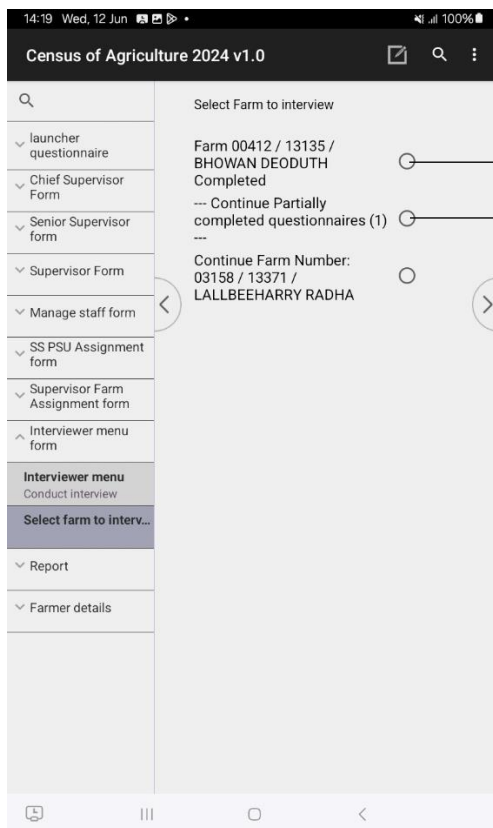 14:19 Wed, 12 Jun
100%
Census of Agriculture 2024 v1.0
launcher
questionnaire
Chief Supervisor
Form
Senior Supervisor
form
Supervisor Form
Manage staff form
SS PSU Assignment
form
Supervisor Farm
Assignment form
Interviewer menu
form
Interviewer menu
Conduct interview
Select farm to interv...
Report
Farmer details
Select Farm to interview
Farm 00412 / 13135 /
BHOWAN DEODUTH
Completed
--- Continue Partially
completed questionnaires (1)
---
Continue Farm Number:
03158 / 13371 /
LALLBEEHARRY RADHA